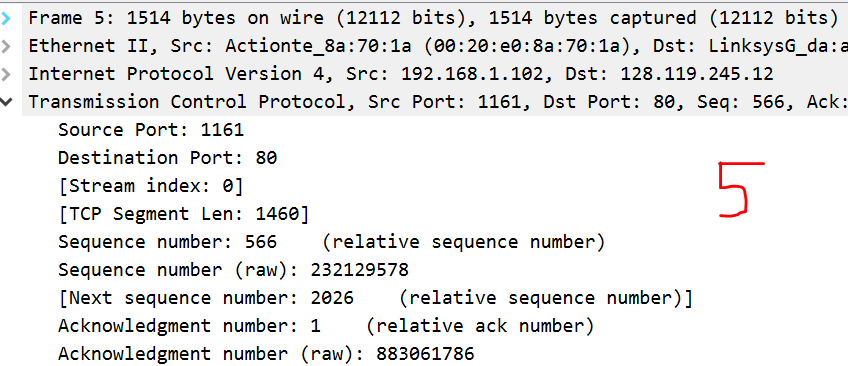 Frame 5: 1514 bytes on wire (12112 bits), 1514 bytes captured (12112 bits)
Ethernet II, Src: Actionte_8a:70:1a (00:20:e0:8a:70:1a), Dst: LinksysG_da:a
Internet Protocol Version 4, Src: 192.168.1.102, Dst: 128.119.245.12
Transmission Control Protocol, Src Port: 1161, Dst Port: 80, Seq: 566, Ack:
Source Port: 1161
Destination Port: 80
[Stream index: 0]
5
[TCP Segment Len: 1460]
Sequence number: 566    (relative sequence number)
Sequence number (raw): 232129578
[Next sequence number: 2026    (relative sequence number)]
Acknowledgment number: 1    (relative ack number)
Acknowledgment number (raw): 883061786